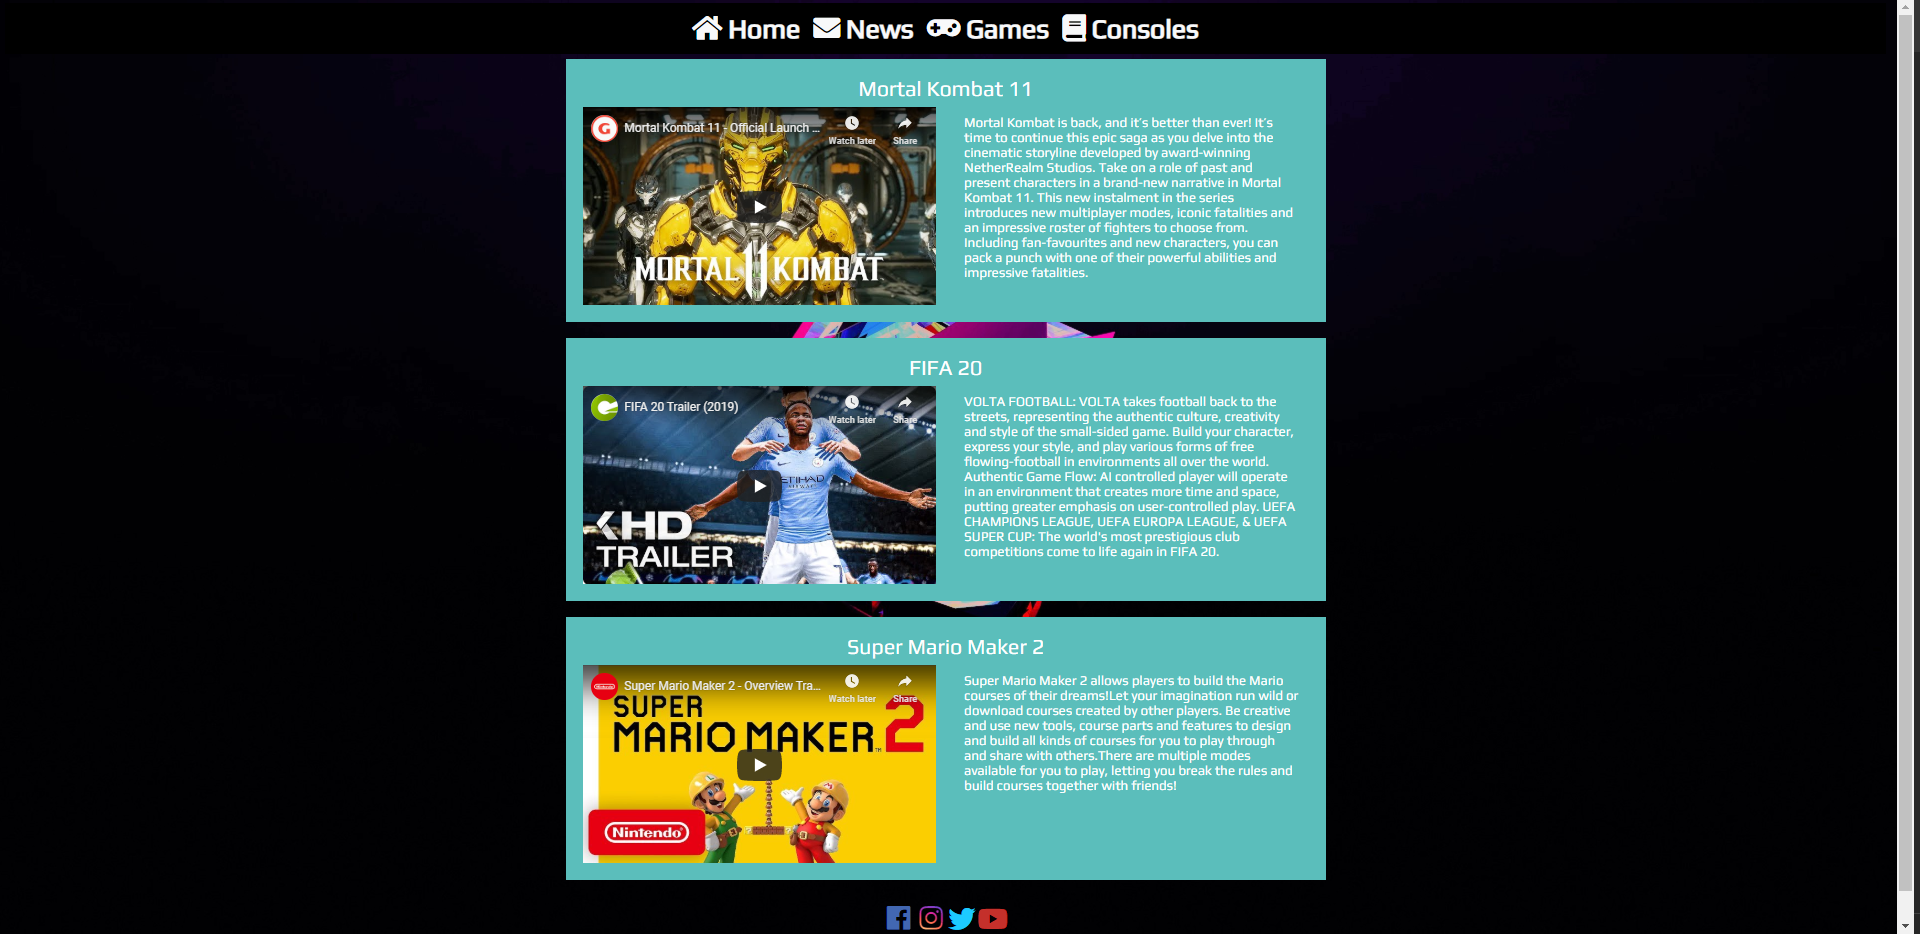 Home News Games Consoles
Mortal Kombat 11
Mortal Kombat 11 - Official Launch ...
Watch later
Share
MORTAL 11 KOMBAT
Mortal Kombat is back, and it's better than ever! It's
time to continue this epic saga as you delve into the
cinematic storyline developed by award-winning
NetherRealm Studios. Take on a role of past and
present characters in a brand-new narrative in Mortal
Kombat 11. This new instalment in the series
introduces new multiplayer modes, iconic fatalities and
an impressive roster of fighters to choose from.
Including fan-favourites and new characters, you can
pack a punch with one of their powerful abilities and
impressive fatalities.
FIFA 20
FIFA 20 Trailer (2019)
Watch later
Share
ETIHAD
AIRWAYS
KHD
TRAILER
VOLTA FOOTBALL: VOLTA takes football back to the
streets, representing the authentic culture, creativity
and style of the small-sided game. Build your character,
express your style, and play various forms of free
flowing-football in environments all over the world.
Authentic Game Flow: AI controlled player will operate
in an environment that creates more time and space,
putting greater emphasis on user-controlled play. UEFA
CHAMPIONS LEAGUE, UEFA EUROPA LEAGUE, & UEFA
SUPER CUP: The world's most prestigious club
competitions come to life again in FIFA 20.
Super Mario Maker 2
Nintendo
Super Mario Maker 2 - Overview Tra...
Watch later
Share
SUPER
MARIO MAKER 2
TM
Nintendo
Super Mario Maker 2 allows players to build the Mario
courses of their dreams!Let your imagination run wild or
download courses created by other players. Be creative
and use new tools, course parts and features to design
and build all kinds of courses for you to play through
and share with others.There are multiple modes
available for you to play, letting you break the rules and
build courses together with friends!